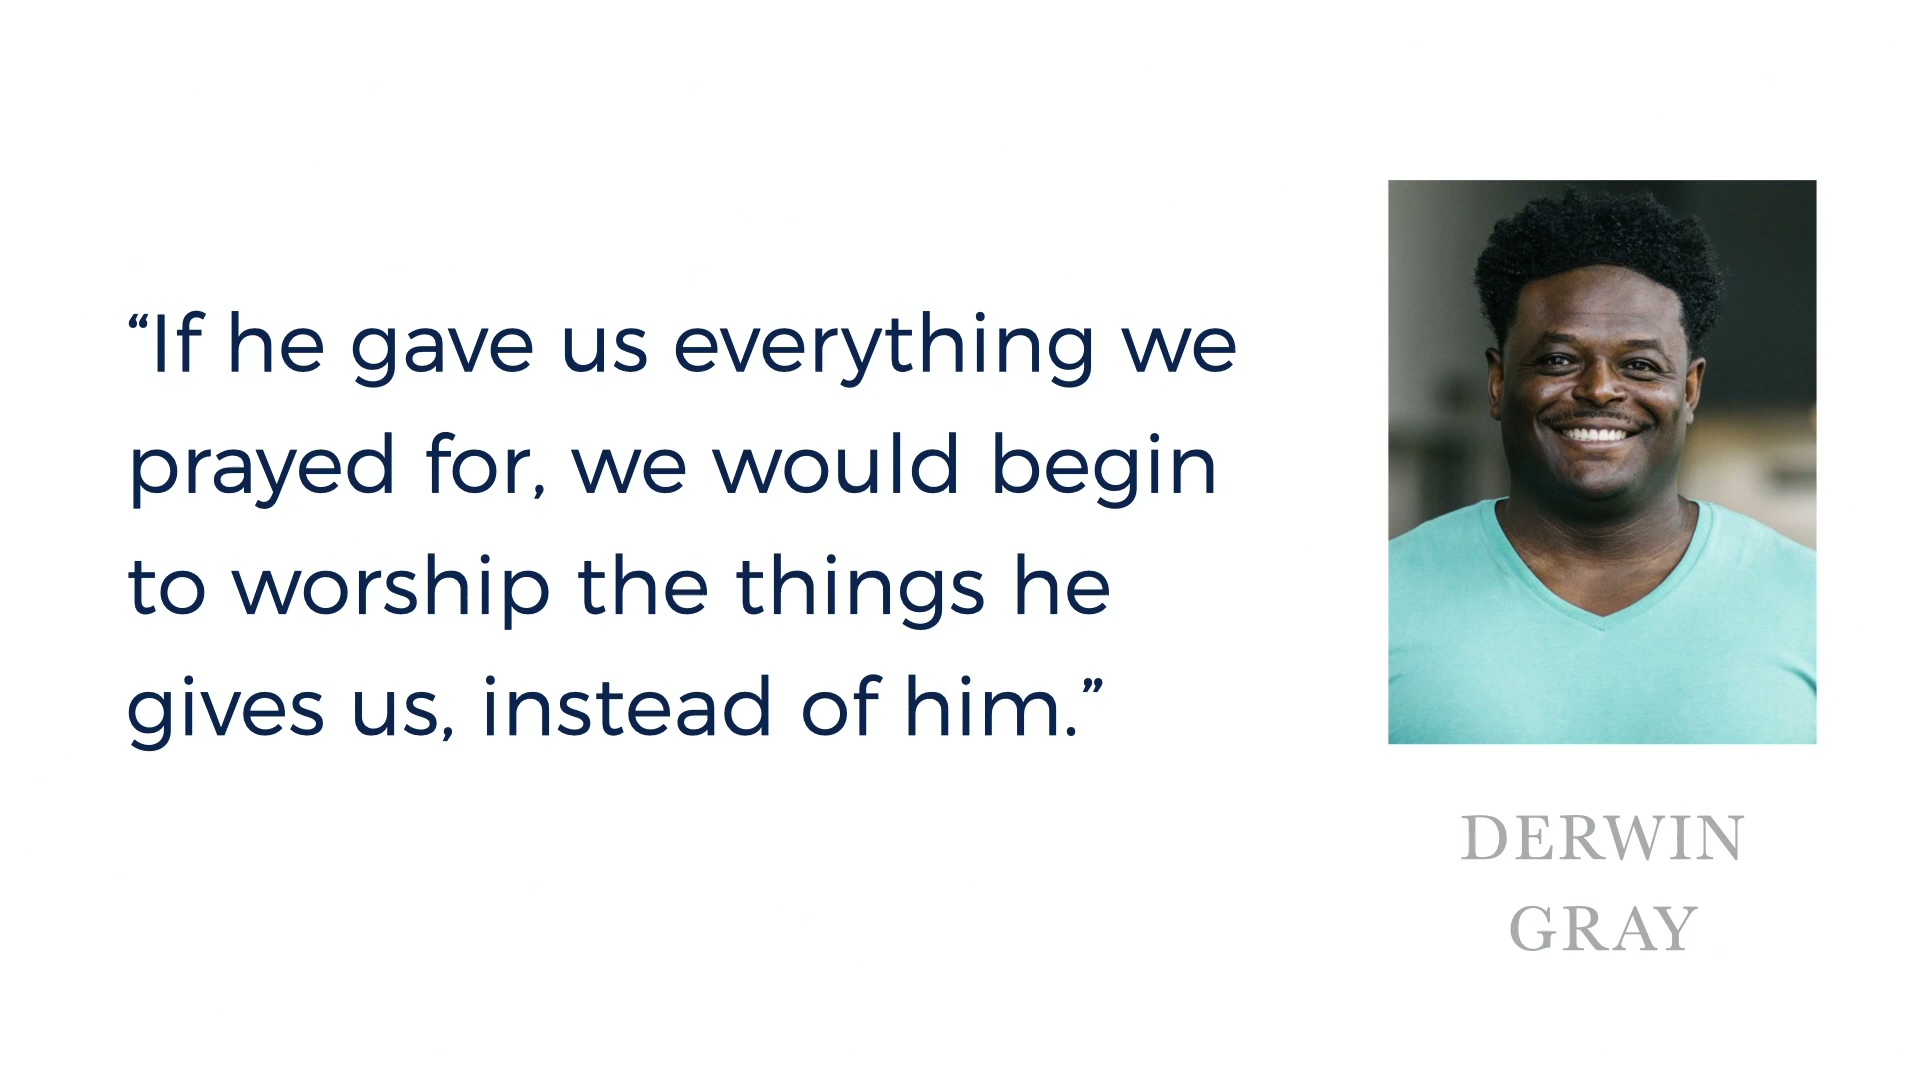 “If he gave us everything we
prayed for, we would begin
to worship the things he
gives us, instead of him.”
DERWIN
GRAY